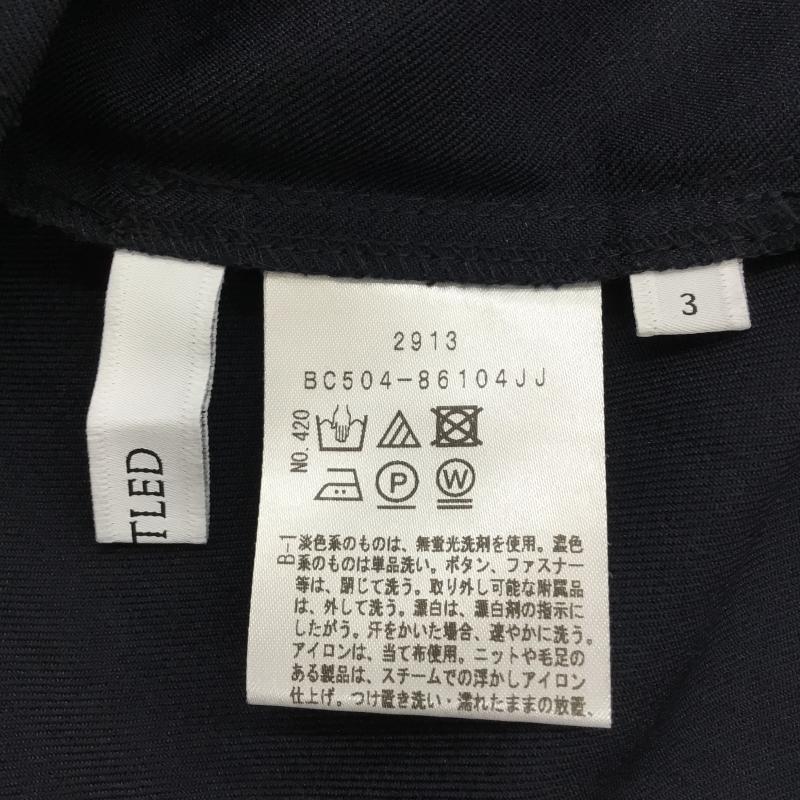 TLED
3
2913
BC504-86104JJ
NO.420
P
W
B-1
淡色系のものは、無蛍光洗剤を使用。濃色
系のものは単品洗い。ボタン、ファスナー
等は、閉じて洗う。取り外し可能な附属品
は、外して洗う。漂白は、漂白剤の指示に
したがう。汗をかいた場合、速やかに洗う。
アイロンは、当て布使用。ニットや毛足の
ある製品は、スチームでの浮かしアイロン
仕上げ。つけ置き洗い・濡れたままの放置、